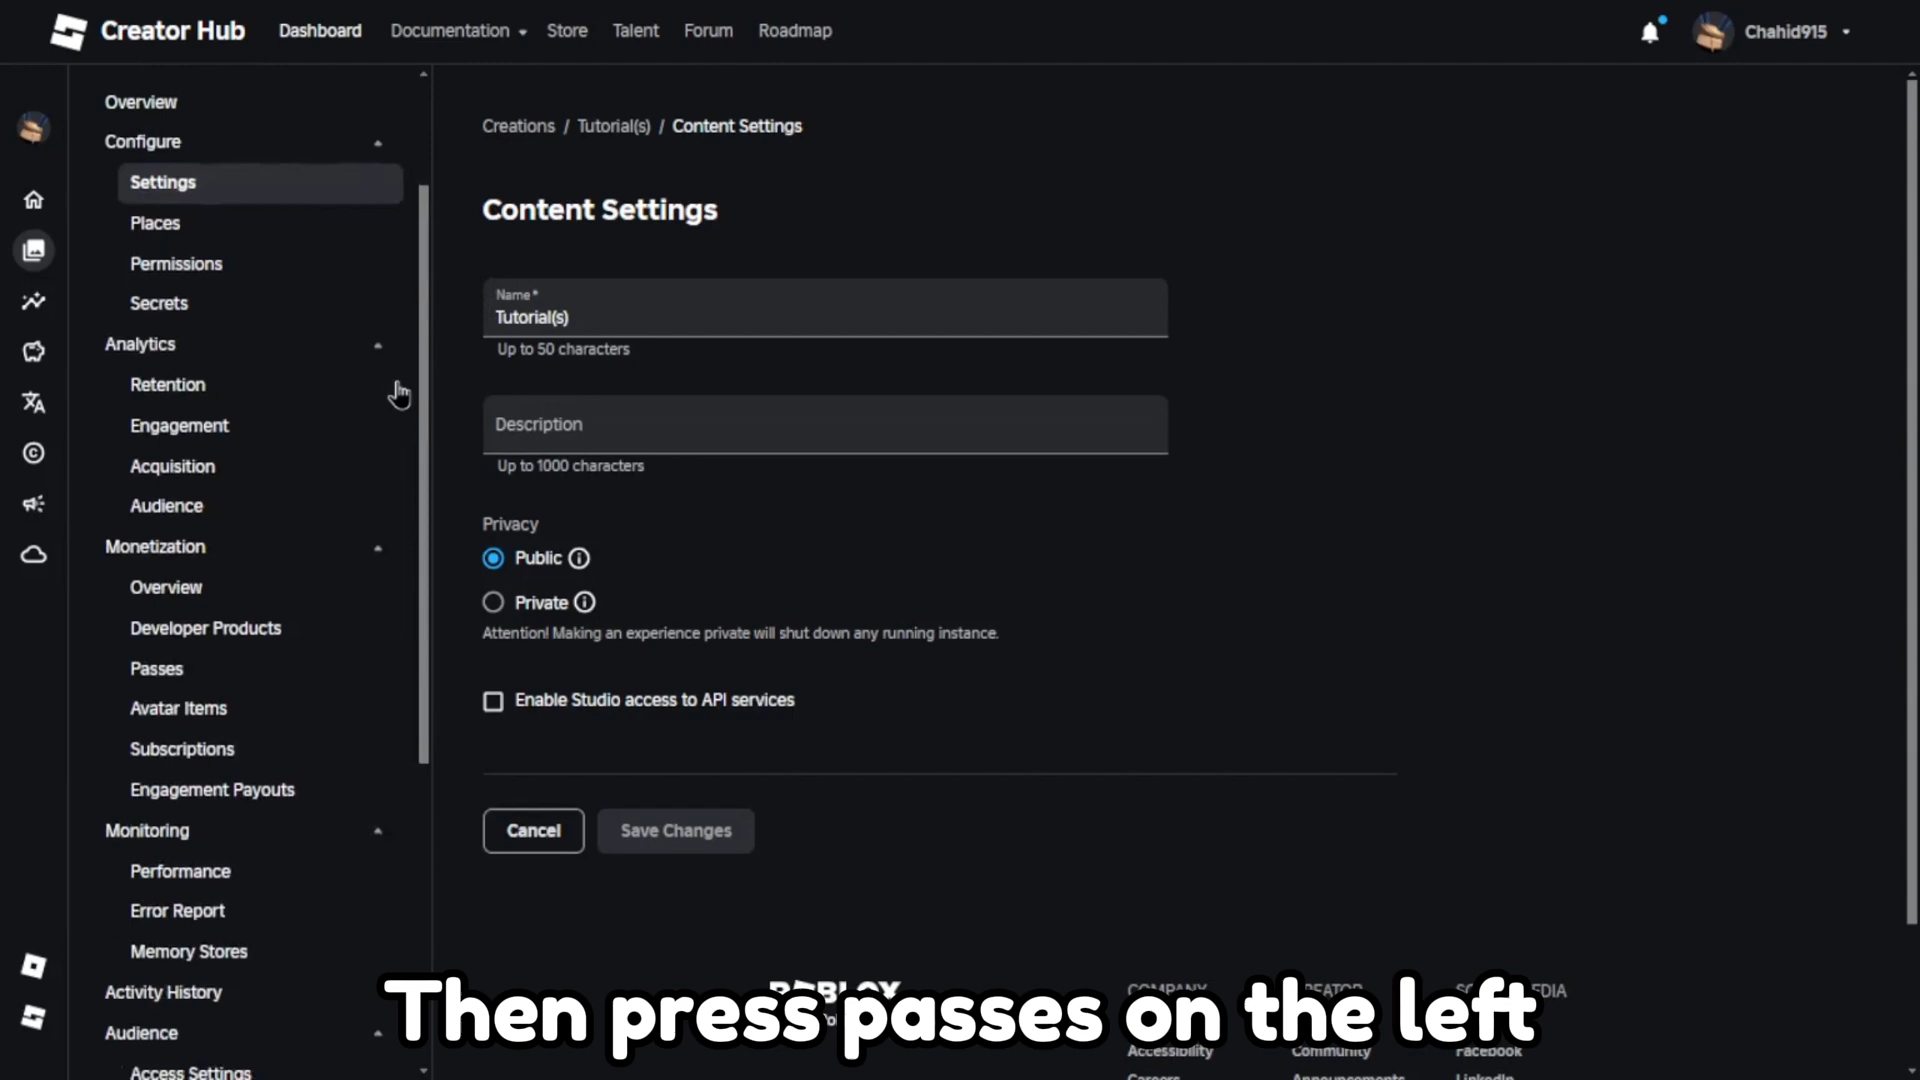 Creator Hub
Dashboard
Documentation
Store
Talent
Forum
Roadmap
Chahid915
Overview
Configure
Settings
Places
Permissions
Secrets
Analytics
Retention
Engagement
Acquisition
Audience
Monetization
Overview
Developer Products
Passes
Avatar Items
Subscriptions
Engagement Payouts
Monitoring
Performance
Error Report
Memory Stores
Activity History
Audience
Access Settings
Creations / Tutorial(s) / Content Settings
Content Settings
Name*
Tutorial(s)
Up to 50 characters
Description
Up to 1000 characters
Privacy
Public
Private
Attention! Making an experience private will shut down any running instance.
Enable Studio access to API services
Cancel
Save Changes
Then press passes on the left
ROBLOX
COMPANY
Accessibility
Careers
Community
Announcements
Facebook
LinkedIn